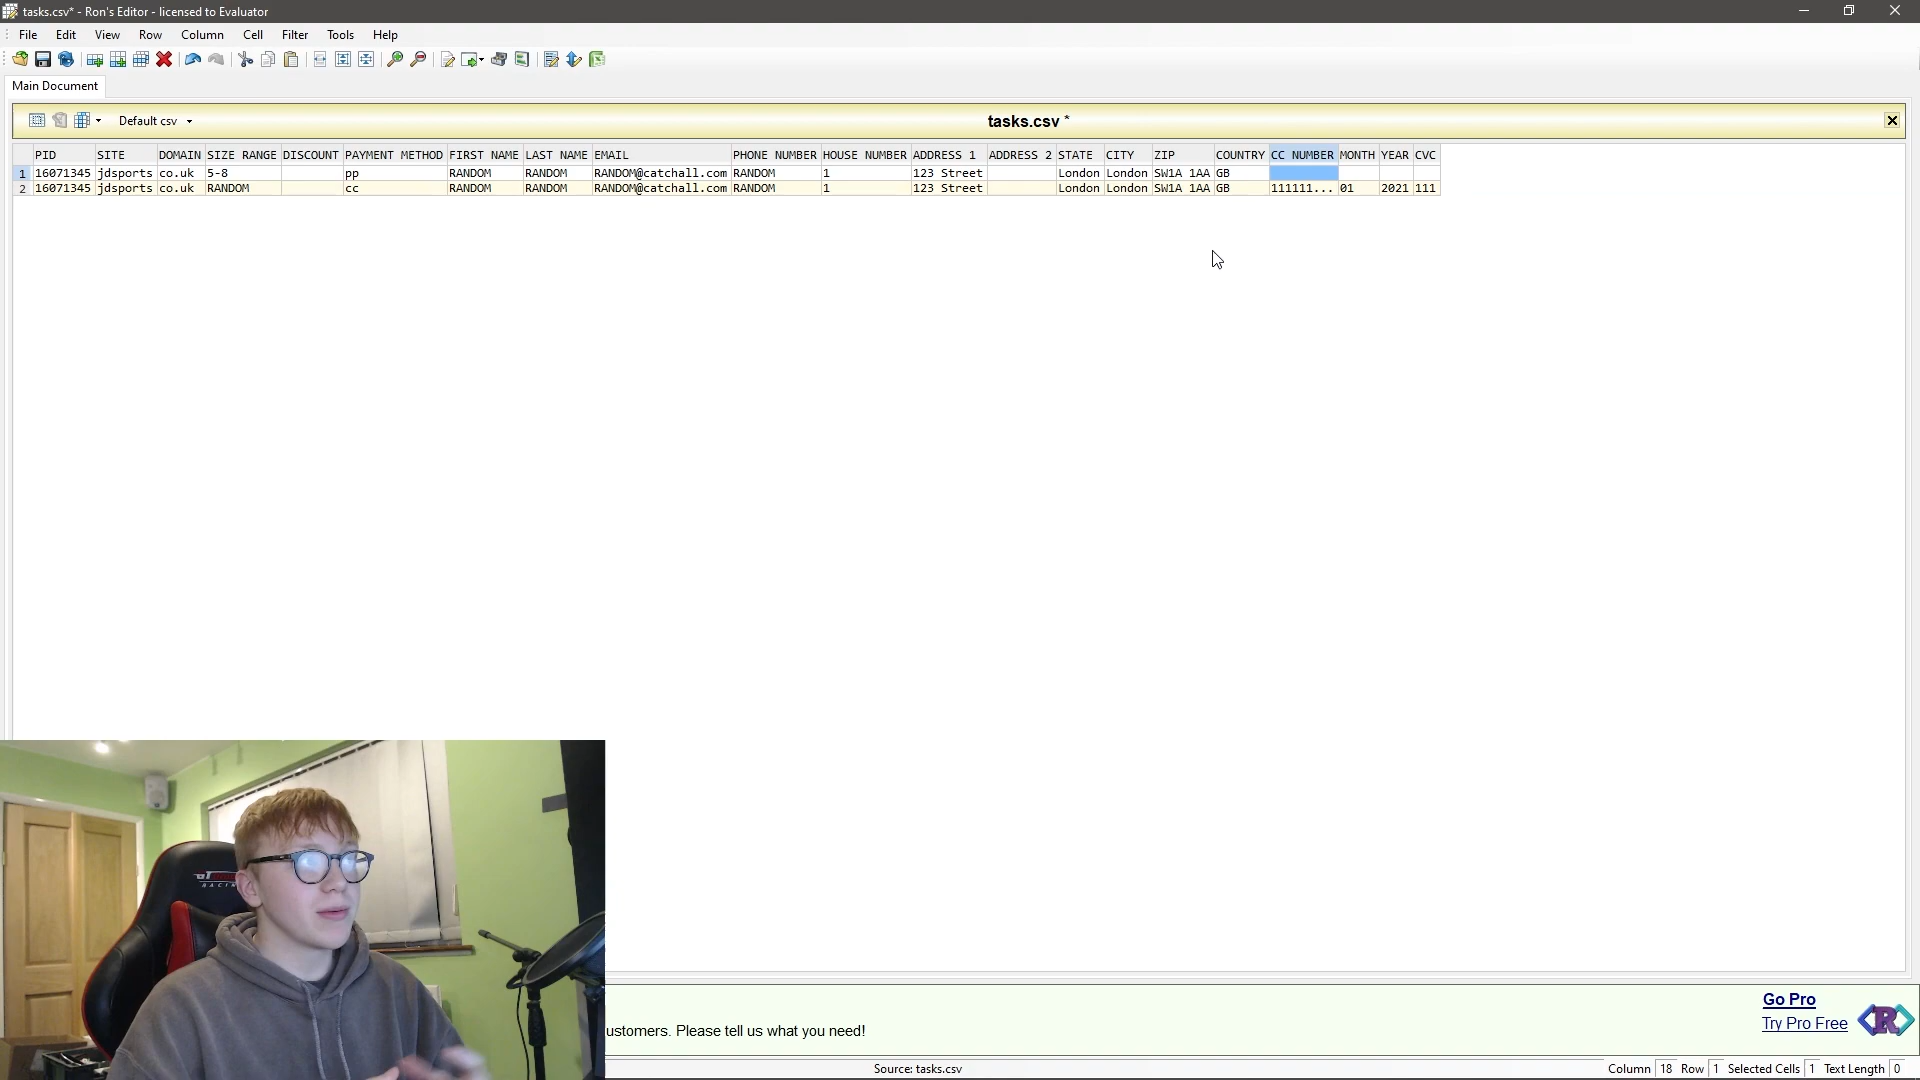 tasks.csv* - Ron's Editor - licensed to Evaluator
File Edit View Row Column Cell Filter Tools Help
Main Document
Default csv
tasks.csv *
PID SITE DOMAIN SIZE RANGE DISCOUNT PAYMENT METHOD FIRST NAME LAST NAME EMAIL PHONE NUMBER HOUSE NUMBER ADDRESS 1 ADDRESS 2 STATE CITY ZIP COUNTRY CC NUMBER MONTH YEAR CVC
1 16071345 jdsports co.uk 5-8 pp RANDOM RANDOM RANDOM@catchall.com RANDOM 1 123 Street London London SW1A 1AA GB
2 16071345 jdsports co.uk RANDOM cc RANDOM RANDOM RANDOM@catchall.com RANDOM 1 123 Street London London SW1A 1AA GB 111111... 01 2021 111
RACING
Go Pro
Try Pro Free
R
ustomers. Please tell us what you need!
Source: tasks.csv
Column 18 Row 1 Selected Cells 1 Text Length 0